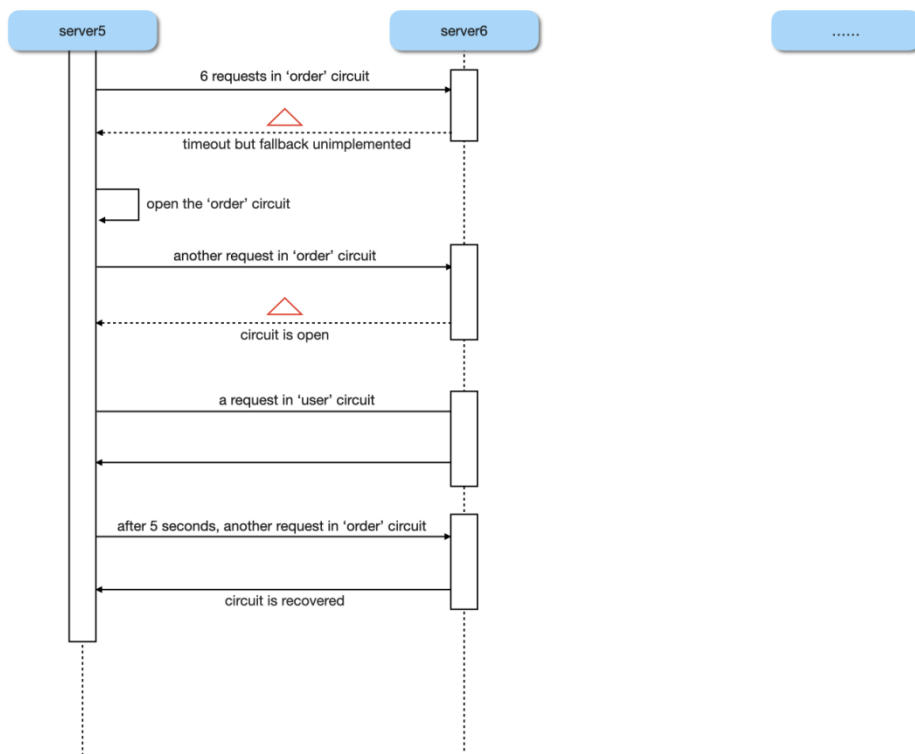 server5
server6
......
6 requests in ‘order’ circuit
timeout but fallback unimplemented
open the ‘order’ circuit
another request in ‘order’ circuit
circuit is open
a request in ‘user’ circuit
after 5 seconds, another request in ‘order’ circuit
circuit is recovered